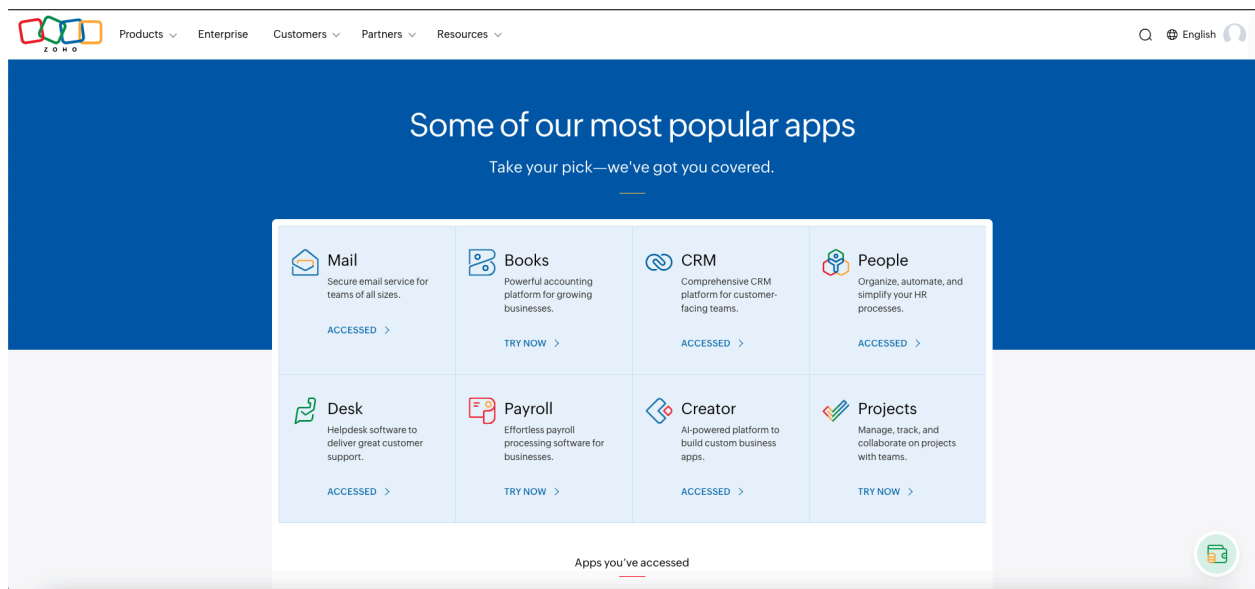 ZOHO
Products
Enterprise
Customers
Partners
Resources
English
Some of our most popular apps
Take your pick—we've got you covered.
Mail
Secure email service for
teams of all sizes.
ACCESSED
Books
Powerful accounting
platform for growing
businesses.
TRY NOW
CRM
Comprehensive CRM
platform for customer-
facing teams.
ACCESSED
People
Organize, automate, and
simplify your HR
processes.
ACCESSED
Desk
Helpdesk software to
deliver great customer
support.
ACCESSED
Payroll
Effortless payroll
processing software for
businesses.
TRY NOW
Creator
AI-powered platform to
build custom business
apps.
ACCESSED
Projects
Manage, track, and
collaborate on projects
with teams.
TRY NOW
Apps you've accessed